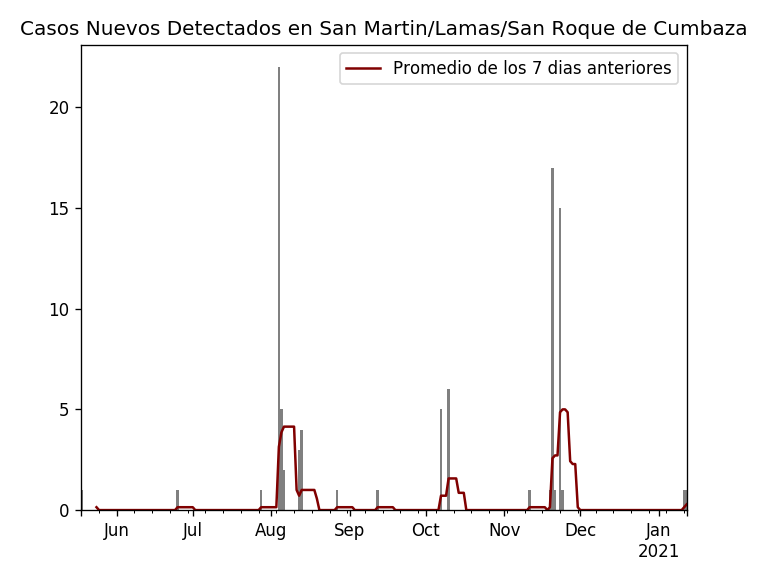 Casos Nuevos Detectados en San Martin/Lamas/San Roque de Cumbaza
Promedio de los 7 dias anteriores
20
15
10
5
0
Jun Jul Aug Sep Oct Nov Dec Jan
2021